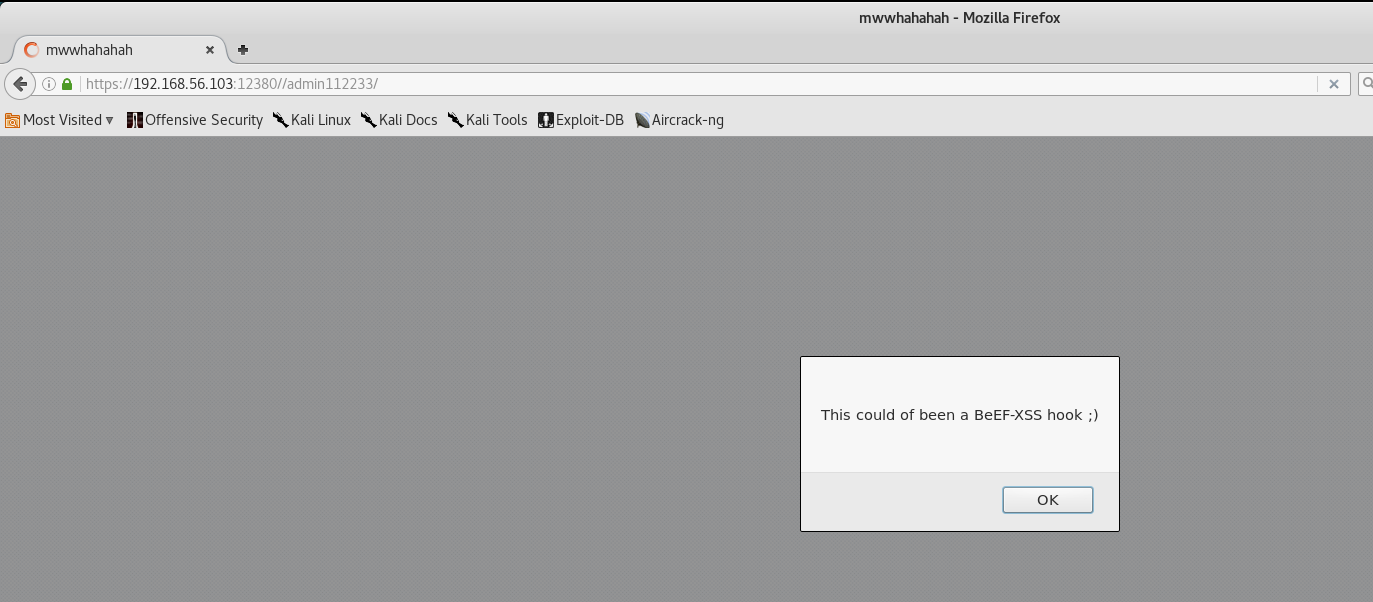 mwwhahahah - Mozilla Firefox
mwwhahahah
https://192.168.56.103:12380//admin112233/
Most Visited Offensive Security Kali Linux Kali Docs Kali Tools Exploit-DB Aircrack-ng
This could of been a BeEF-XSS hook ;)
OK